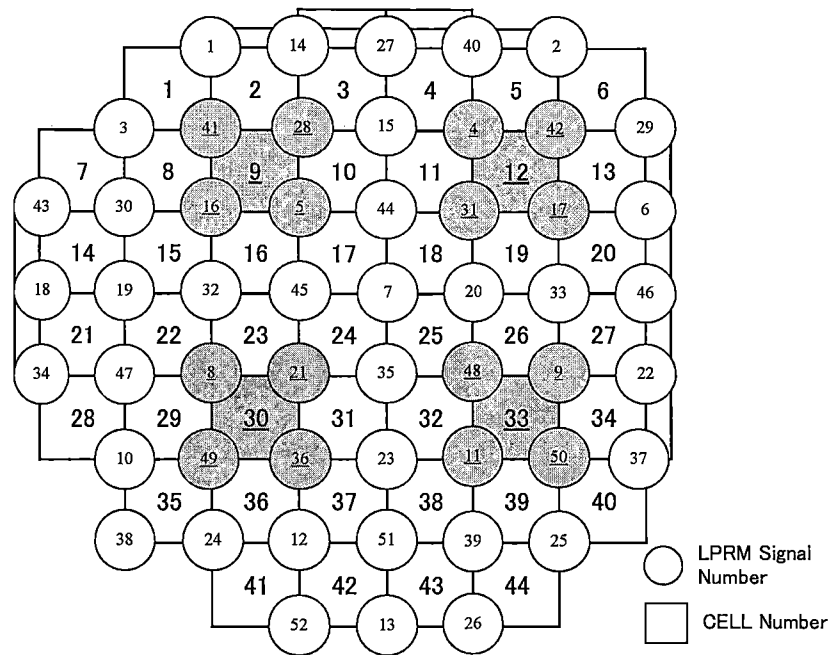 1 14 27 40 2
1 2 3 4 5 6
3 41 28 15 4 42 29
7 8 9 10 11 12 13
43 30 16 5 44 31 17 6
14 15 16 17 18 19 20
18 19 32 45 7 20 33 46
21 22 23 24 25 26 27
34 47 8 21 35 48 9 22
28 29 30 31 32 33 34
10 49 36 23 11 50 37
35 36 37 38 39 40
38 24 12 51 39 25
41 42 43 44
52 13 26
LPRM Signal
Number
CELL Number